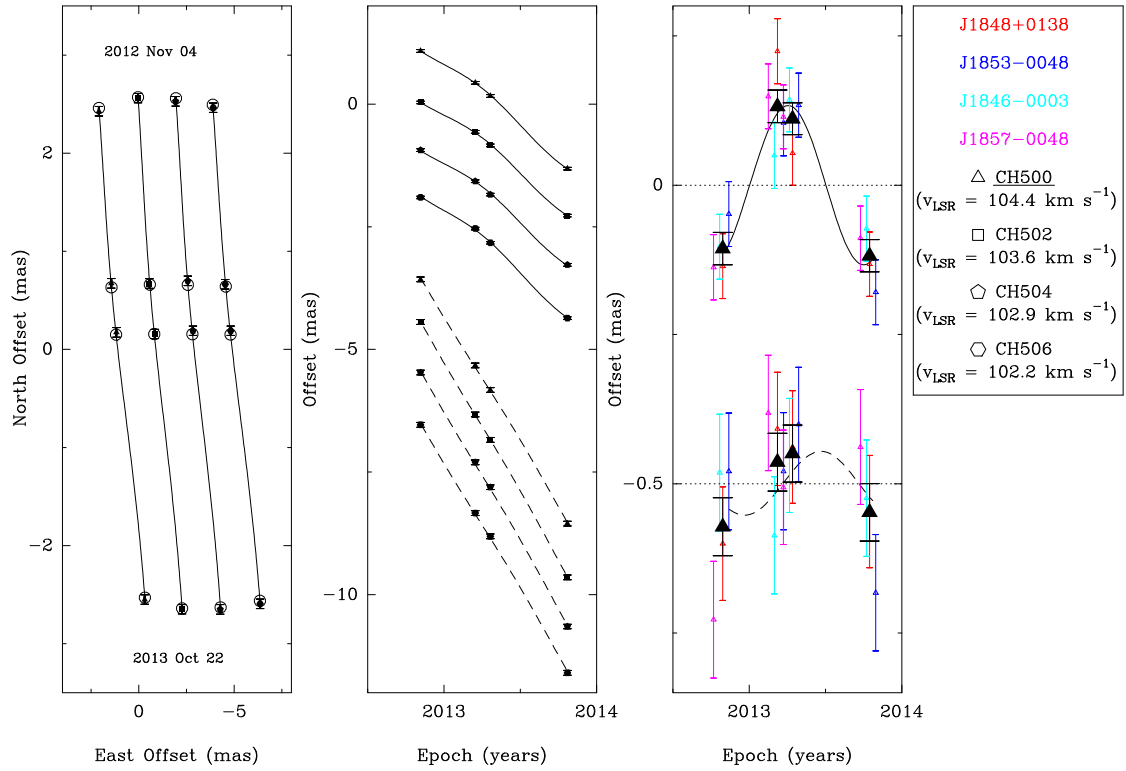 2012 Nov 04
2013 Oct 22
2
0
−2
North Offset (mas)
0
−5
East Offset (mas)
0
−5
−10
Offset (mas)
2013
2014
Epoch (years)
0
−0.5
Offset (mas)
2013
2014
Epoch (years)
J1848+0138
J1853−0048
J1846−0003
J1857−0048
CH500
(vLSR = 104.4 km s−1)
CH502
(vLSR = 103.6 km s−1)
CH504
(vLSR = 102.9 km s−1)
CH506
(vLSR = 102.2 km s−1)